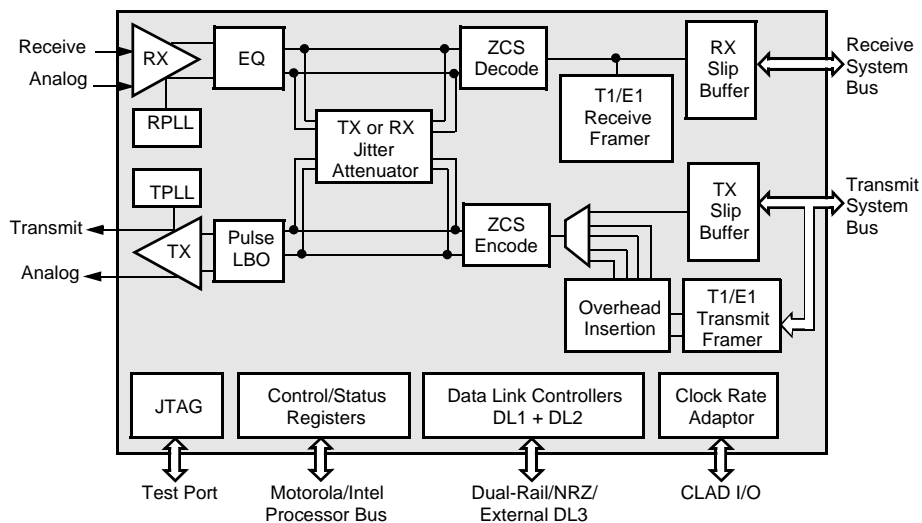 Receive
Analog
RX
EQ
ZCS
Decode
RX
Slip
Buffer
Receive
System
Bus
RPLL
TX or RX
Jitter
Attenuator
T1/E1
Receive
Framer
TPLL
Transmit
Analog
TX
Pulse
LBO
ZCS
Encode
TX
Slip
Buffer
Transmit
System
Bus
Overhead
Insertion
T1/E1
Transmit
Framer
JTAG
Control/Status
Registers
Data Link Controllers
DL1 + DL2
Clock Rate
Adaptor
Test Port
Motorola/Intel
Processor Bus
Dual-Rail/NRZ/
External DL3
CLAD I/O